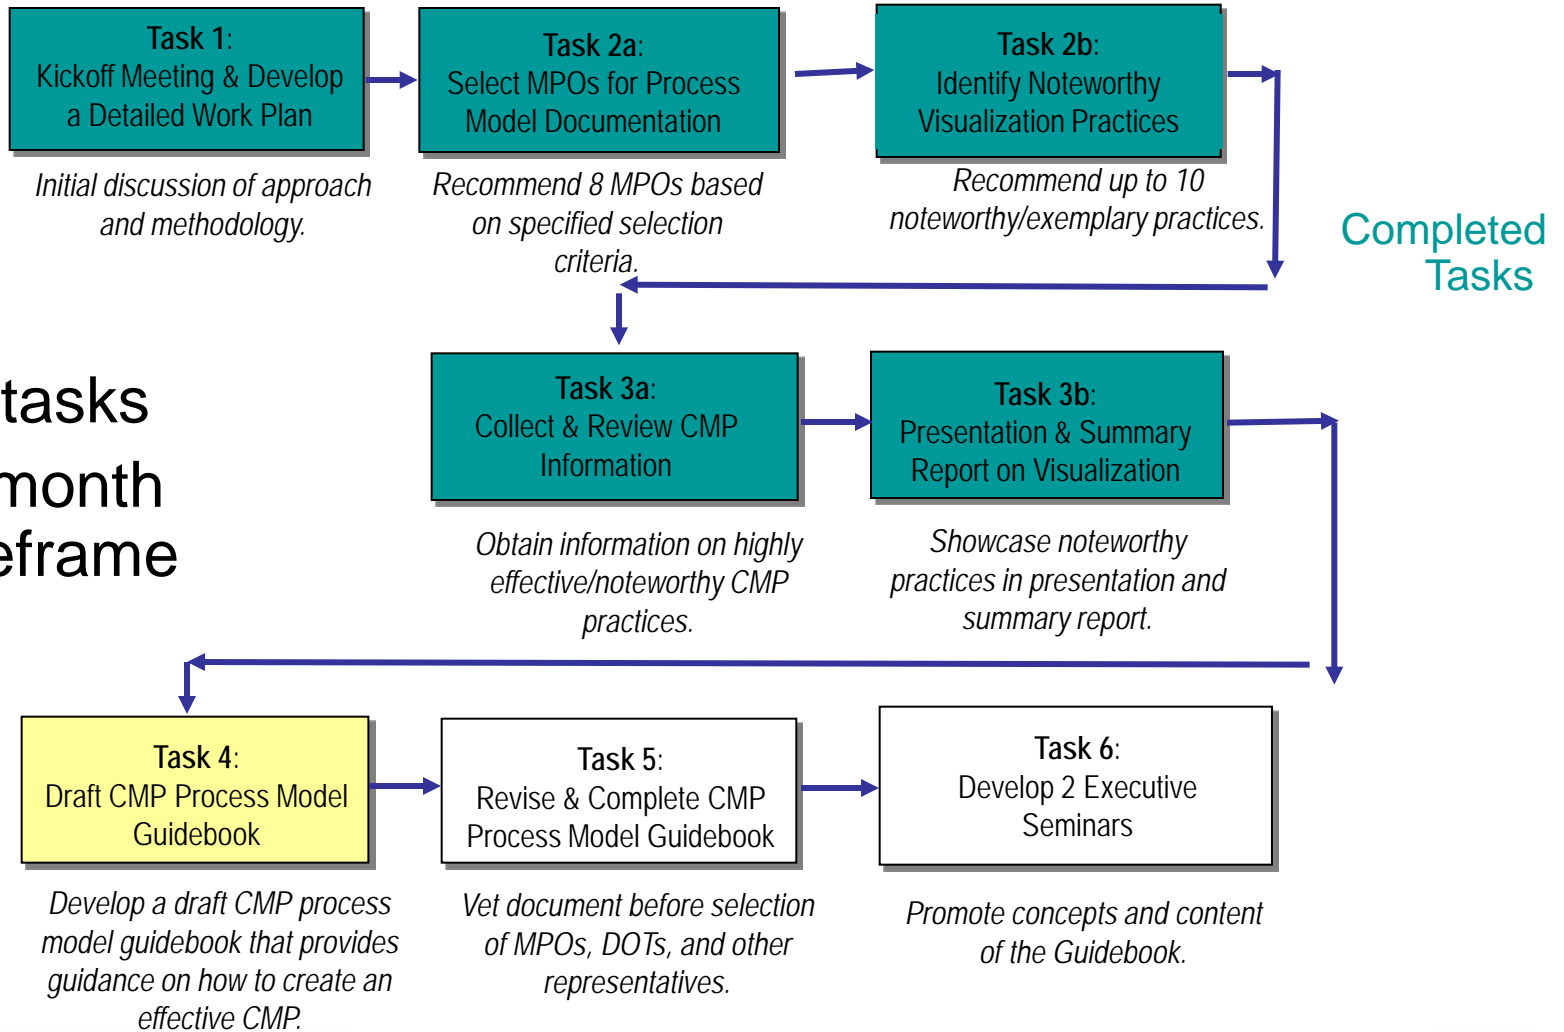 Task 1:
Kickoff Meeting & Develop
a Detailed Work Plan
Initial discussion of approach
and methodology.
Task 2a:
Select MPOs for Process
Model Documentation
Recommend 8 MPOs based
on specified selection
criteria.
Task 2b:
Identify Noteworthy
Visualization Practices
Recommend up to 10
noteworthy/exemplary practices.
Completed
Tasks
tasks
month
eframe
Task 3a:
Collect & Review CMP
Information
Obtain information on highly
effective/noteworthy CMP
practices.
Task 3b:
Presentation & Summary
Report on Visualization
Showcase noteworthy
practices in presentation and
summary report.
Task 4:
Draft CMP Process Model
Guidebook
Develop a draft CMP process
model guidebook that provides
guidance on how to create an
effective CMP.
Task 5:
Revise & Complete CMP
Process Model Guidebook
Vet document before selection
of MPOs, DOTs, and other
representatives.
Task 6:
Develop 2 Executive
Seminars
Promote concepts and content
of the Guidebook.